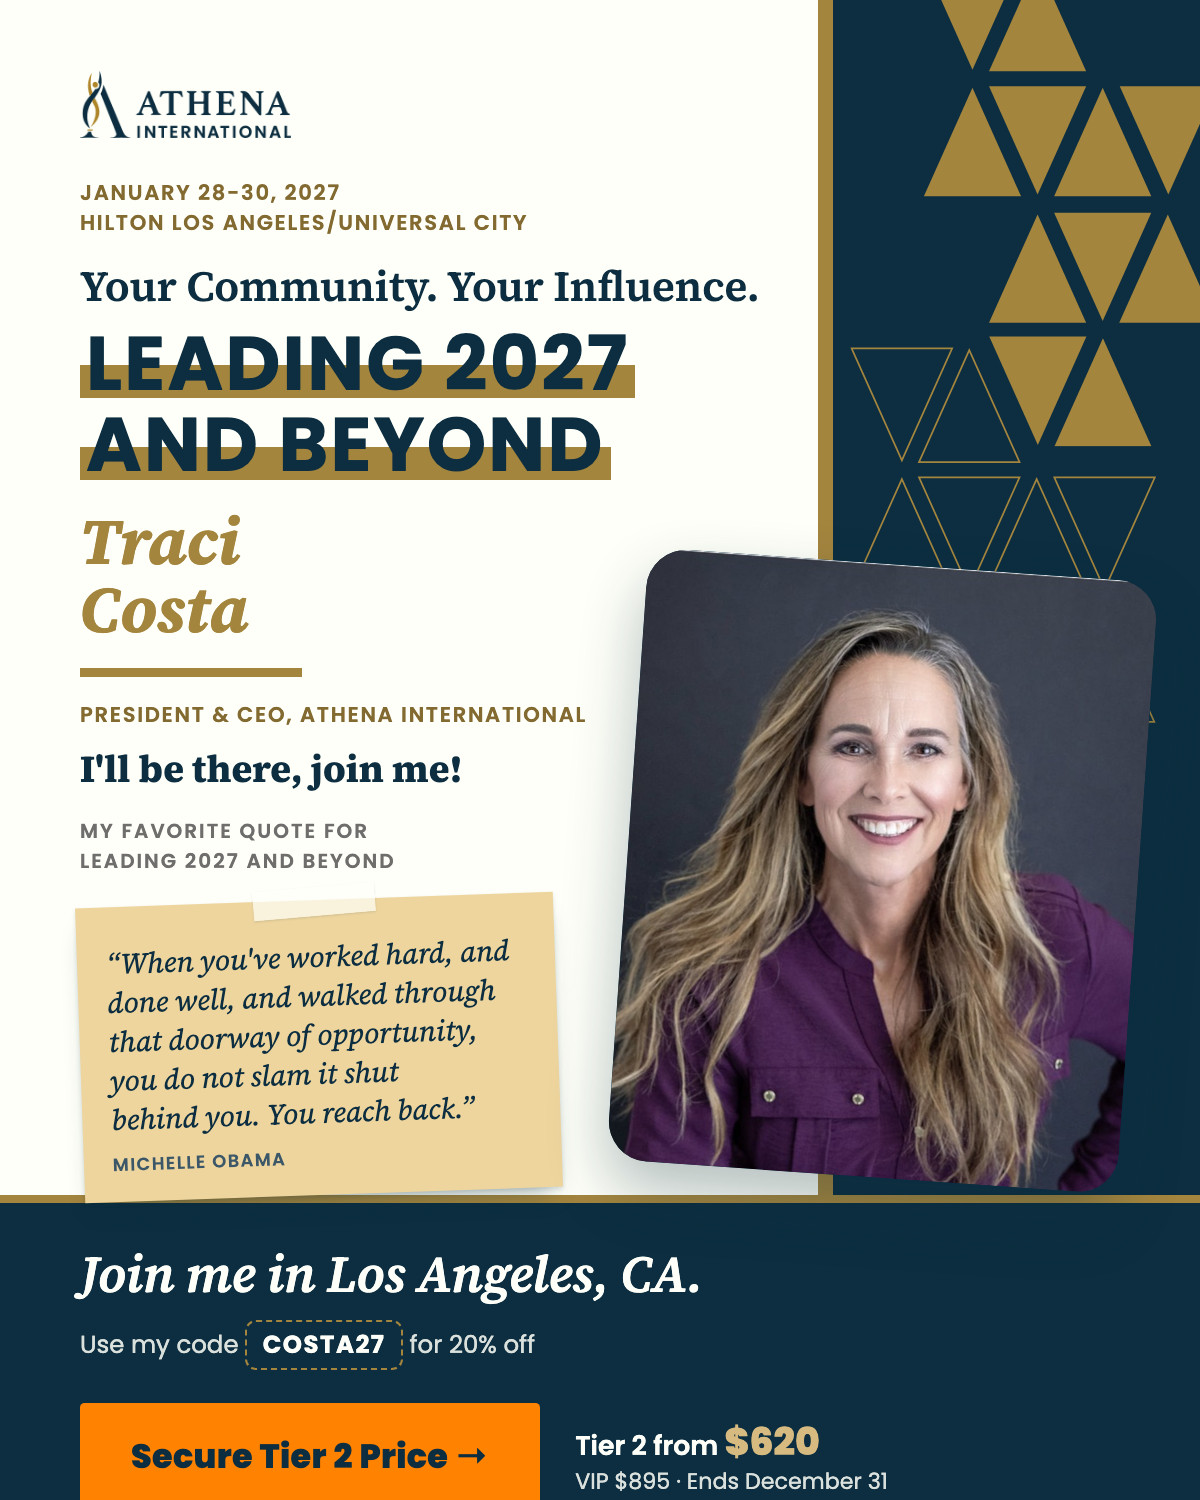 ATHENA
INTERNATIONAL
JANUARY 28-30, 2027
HILTON LOS ANGELES/UNIVERSAL CITY
Your Community. Your Influence.
LEADING 2027
AND BEYOND
Traci
Costa
PRESIDENT & CEO, ATHENA INTERNATIONAL
I'll be there, join me!
MY FAVORITE QUOTE FOR
LEADING 2027 AND BEYOND
“When you've worked hard, and
done well, and walked through
that doorway of opportunity,
you do not slam it shut
behind you. You reach back.”
MICHELLE OBAMA
Join me in Los Angeles, CA.
Use my code COSTA27 for 20% off
Secure Tier 2 Price →
Tier 2 from $620
VIP $895 · Ends December 31